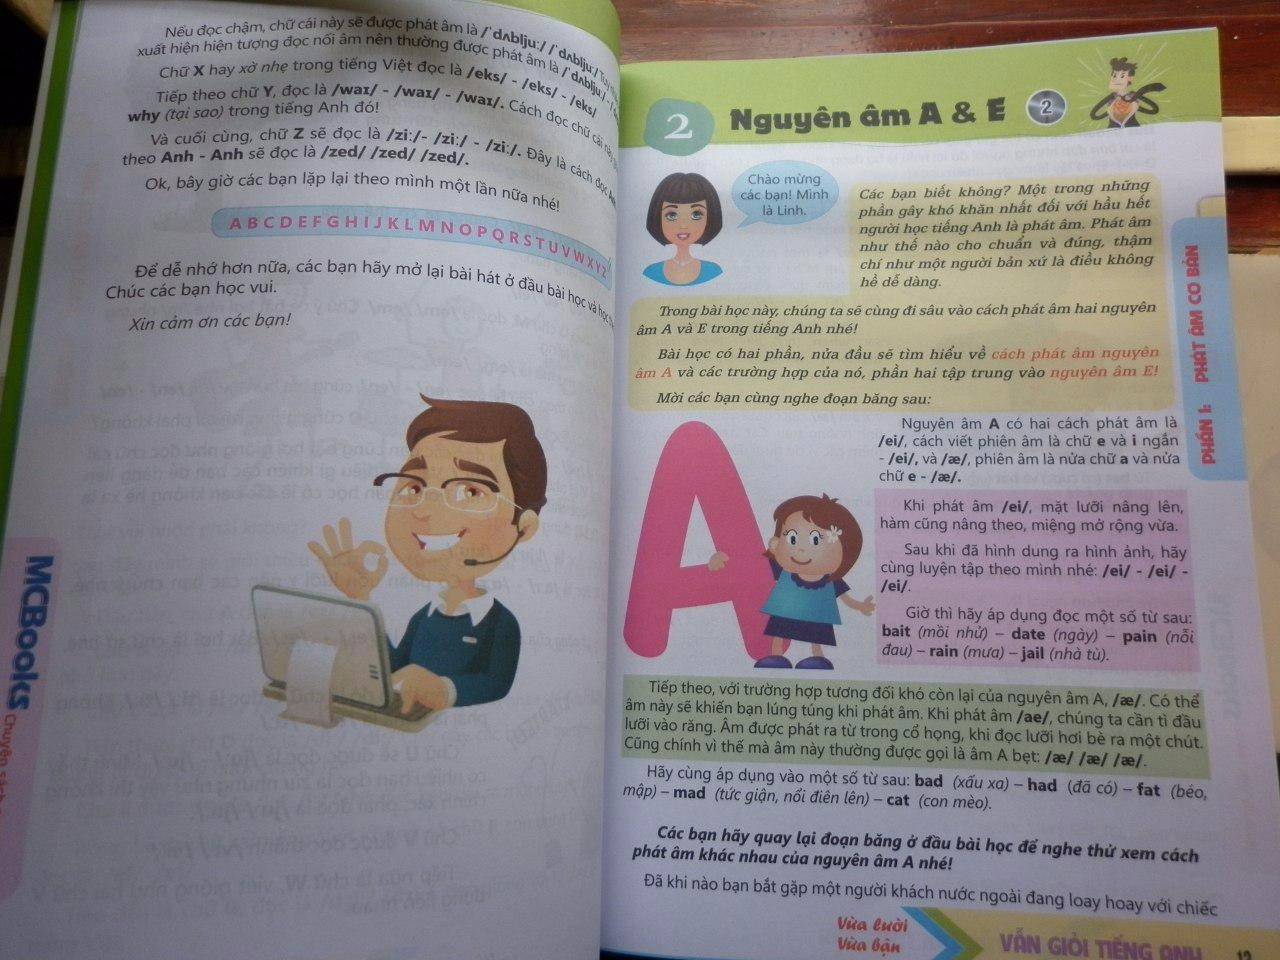 Nếu đọc chậm, chữ cái này sẽ được phát âm là /ˈdʌblju:/ /ˈdʌblju:/
xuất hiện hiện tượng đọc nối âm nên thường được phát âm là /ˈdʌblju/
Chữ X hay xờ nhẹ trong tiếng Việt đọc là /eks/ - /eks/ - /eks/
Tiếp theo chữ Y, đọc là /waɪ/ - /waɪ/ - /waɪ/. Cách đọc chữ cái này
why (tại sao) trong tiếng Anh đó!
Và cuối cùng, chữ Z sẽ đọc là /zi:/- /zi:/ - /zi:/. Đây là cách đọc
theo Anh - Anh sẽ đọc là /zed/ /zed/ /zed/.
Ok, bây giờ các bạn lặp lại theo mình một lần nữa nhé!
A B C D E F G H I J K L M N O P Q R S T U V W X Y Z
Để dễ nhớ hơn nữa, các bạn hãy mở lại bài hát ở đầu bài học và học
Chúc các bạn học vui.
Xin cảm ơn các bạn!
MCBooks
2 Nguyên âm A & E 2
Chào mừng
các bạn! Mình
là Linh.
Các bạn biết không? Một trong những
phần gây khó khăn nhất đối với hầu hết
người học tiếng Anh là phát âm. Phát âm
như thế nào cho chuẩn và đúng, thậm
chí như một người bản xứ là điều không
hề dễ dàng.
Trong bài học này, chúng ta sẽ cùng đi sâu vào cách phát âm hai nguyên
âm A và E trong tiếng Anh nhé!
Bài học có hai phần, nửa đầu sẽ tìm hiểu về cách phát âm nguyên
âm A và các trường hợp của nó, phần hai tập trung vào nguyên âm E!
Mời các bạn cùng nghe đoạn băng sau:
A
Nguyên âm A có hai cách phát âm là
/ei/, cách viết phiên âm là chữ e và i ngắn
- /ei/, và /æ/, phiên âm là nửa chữ a và nửa
chữ e - /æ/.
Khi phát âm /ei/, mặt lưỡi nâng lên,
hàm cũng nâng theo, miệng mở rộng vừa.
Sau khi đã hình dung ra hình ảnh, hãy
cùng luyện tập theo mình nhé: /ei/ - /ei/ -
/ei/.
Giờ thì hãy áp dụng đọc một số từ sau:
bait (mồi nhử) – date (ngày) – pain (nỗi
đau) – rain (mưa) – jail (nhà tù).
Tiếp theo, với trường hợp tương đối khó còn lại của nguyên âm A, /æ/. Có thể
âm này sẽ khiến bạn lúng túng khi phát âm. Khi phát âm /ae/, chúng ta cần tì đầu
lưỡi vào răng. Âm được phát ra từ trong cổ họng, khi đọc lưỡi hơi bè ra một chút.
Cũng chính vì thế mà âm này thường được gọi là âm A bẹt: /æ/ /æ/ /æ/.
Hãy cùng áp dụng vào một số từ sau: bad (xấu xa) – had (đã có) – fat (béo,
mập) – mad (tức giận, nổi điên lên) – cat (con mèo).
Các bạn hãy quay lại đoạn băng ở đầu bài học để nghe thử xem cách
phát âm khác nhau của nguyên âm A nhé!
Đã khi nào bạn bắt gặp một người khách nước ngoài đang loay hoay với chiếc
PHẦN 1: PHÁT ÂM CƠ BẢN
Vừa lười
Vừa bận
VẪN GIỎI TIẾNG ANH